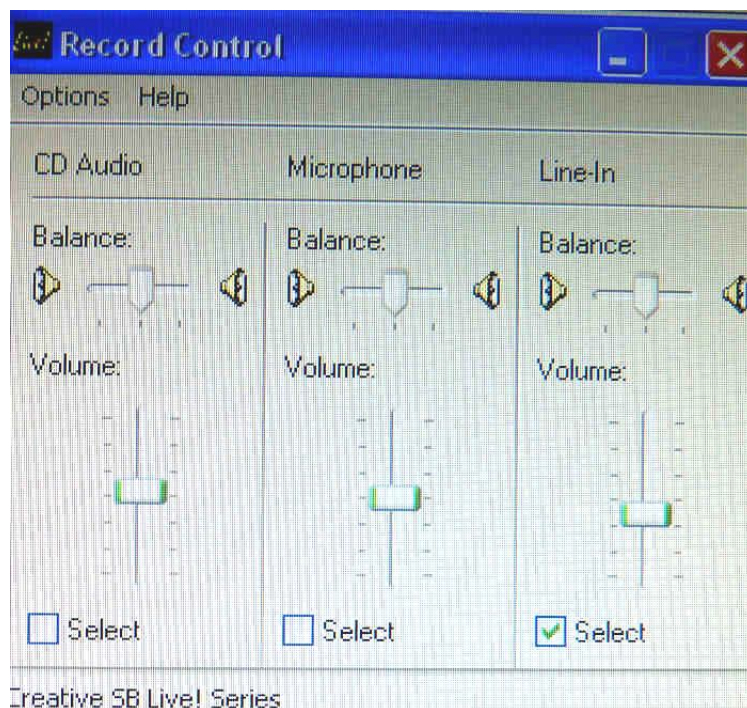 Record Control
Options Help
CD Audio Microphone Line-In
Balance: Balance: Balance:
Volume: Volume: Volume:
Select Select Select
Creative SB Live! Series